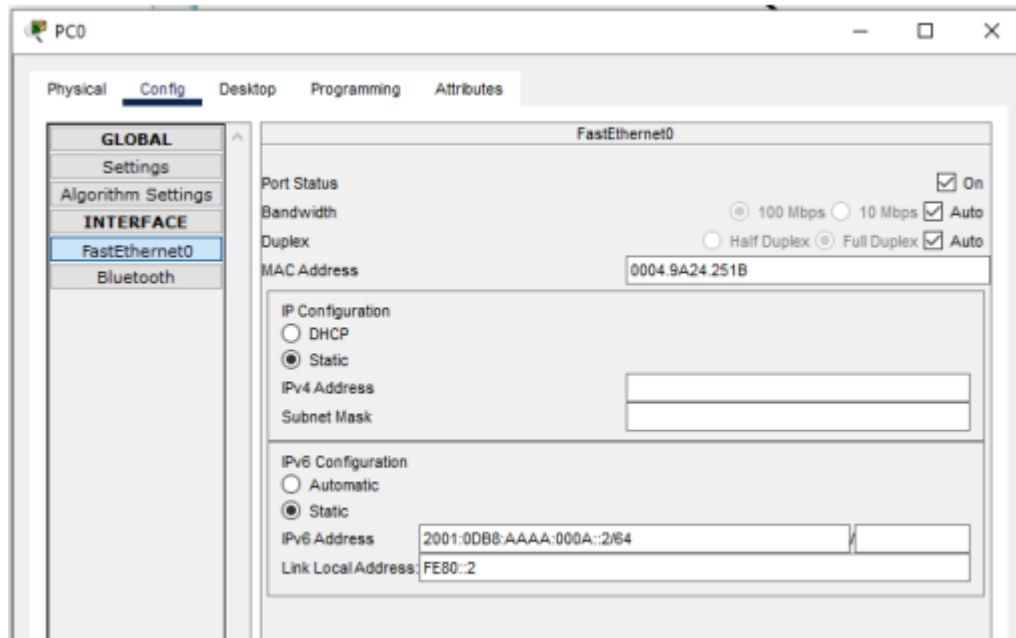 PC0
Physical Config Desktop Programming Attributes
GLOBAL
Settings
Algorithm Settings
INTERFACE
FastEthernet0
Bluetooth
FastEthernet0
Port Status On
Bandwidth 100 Mbps 10 Mbps Auto
Duplex Half Duplex Full Duplex Auto
MAC Address 0004.9A24.251B
IP Configuration
DHCP
Static
IPv4 Address
Subnet Mask
IPv6 Configuration
Automatic
Static
IPv6 Address 2001:0DB8:AAAA:000A::2/64 /
Link Local Address: FE80::2